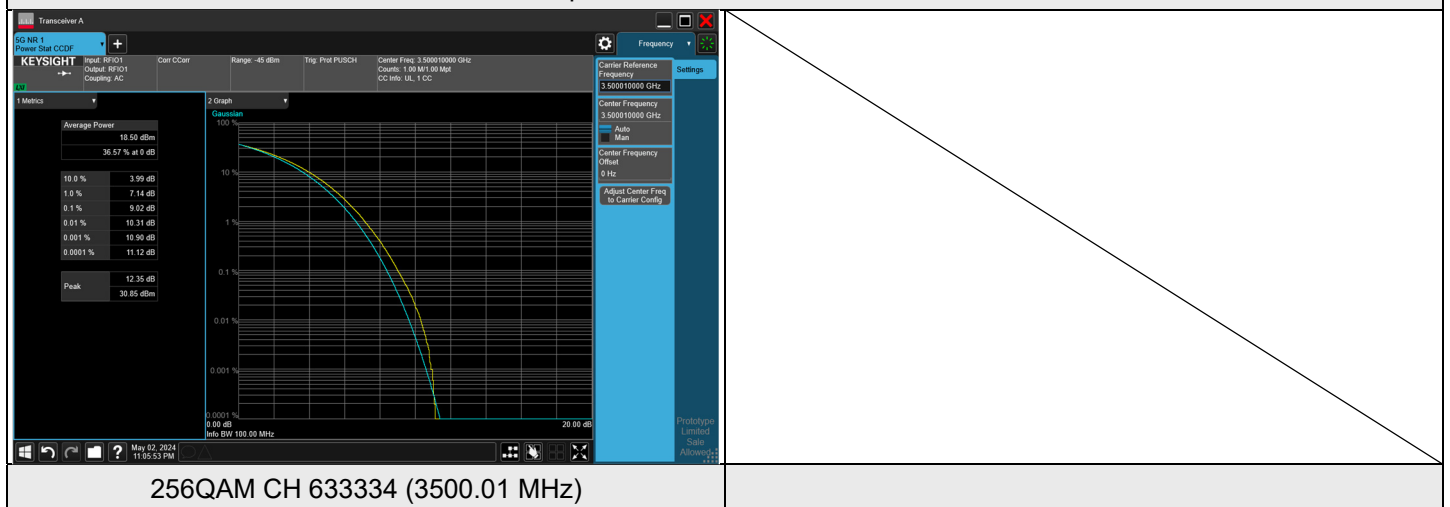 Transceiver A
5G NR 1
Power Stat CCDF
Frequency
KEYSIGHT
Input: RFIO1
Output: RFIO1
Coupling: AC
Corr CCorr
Range: -45 dBm
Trig: Prot PUSCH
Center Freq: 3.500010000 GHz
Counts: 1.00 M/1.00 Mpt
CC Info: UL, 1 CC
Carrier Reference
Frequency
3.500010000 GHz
Settings
1 Metrics
2 Graph
Center Frequency
3.500010000 GHz
Auto
Man
Center Frequency
Offset
0 Hz
Adjust Center Freq
to Carrier Config
Average Power
18.50 dBm
36.57 % at 0 dB
10.0 % 3.99 dB
1.0 % 7.14 dB
0.1 % 9.02 dB
0.01 % 10.31 dB
0.001 % 10.90 dB
0.0001 % 11.12 dB
Peak
12.35 dB
30.85 dBm
Gaussian
100 %
10 %
1 %
0.1 %
0.01 %
0.001 %
0.0001 %
0.00 dB 20.00 dB
Info BW 100.00 MHz
Prototype
Limited
Sale
Allowed
May 02, 2024
11:05:53 PM
256QAM CH 633334 (3500.01 MHz)